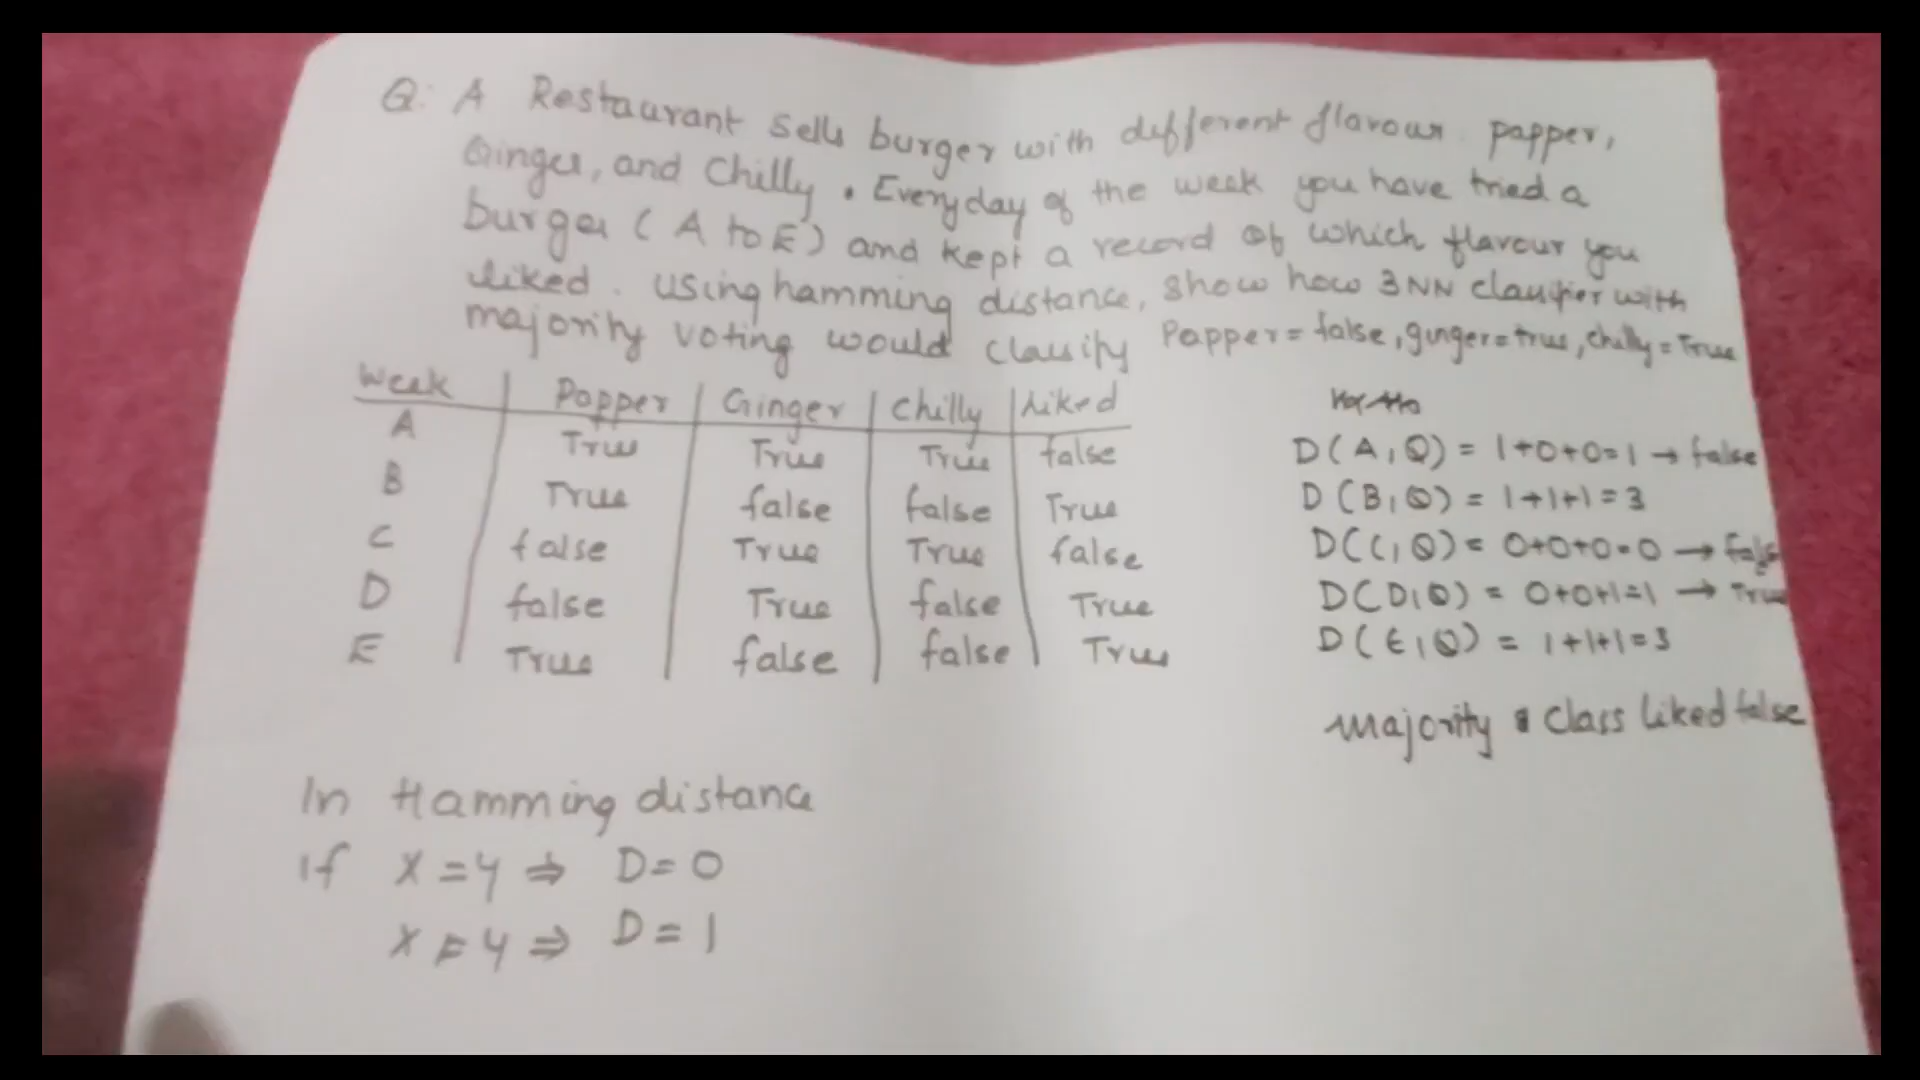 Q: A Restaurant sells burger with different flavour papper,
Ginger, and Chilly. Everyday of the week you have tried a
burger (A to E) and kept a record of which flavour you
liked. Using hamming distance, show how 3NN classifier with
majority voting would classify Papper = false, ginger = true, chilly = True
Week Papper Ginger Chilly Liked
A True True True false
B True false false True
C false True True false
D false True false True
E True false false True
D(A,Q) = 1+0+0=1 → false
D(B,Q) = 1+1+1=3
D(C,Q) = 0+0+0=0 → false
D(D,Q) = 0+0+1=1 → True
D(E,Q) = 1+1+1=3
Majority Class Liked false
In Hamming distance
If X=Y ⇒ D=0
X≠Y ⇒ D=1